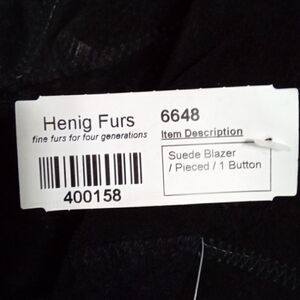 Henig Furs
fine furs for four generations
400158
6648
Item Description
Suede Blazer
/ Pieced / 1 Button